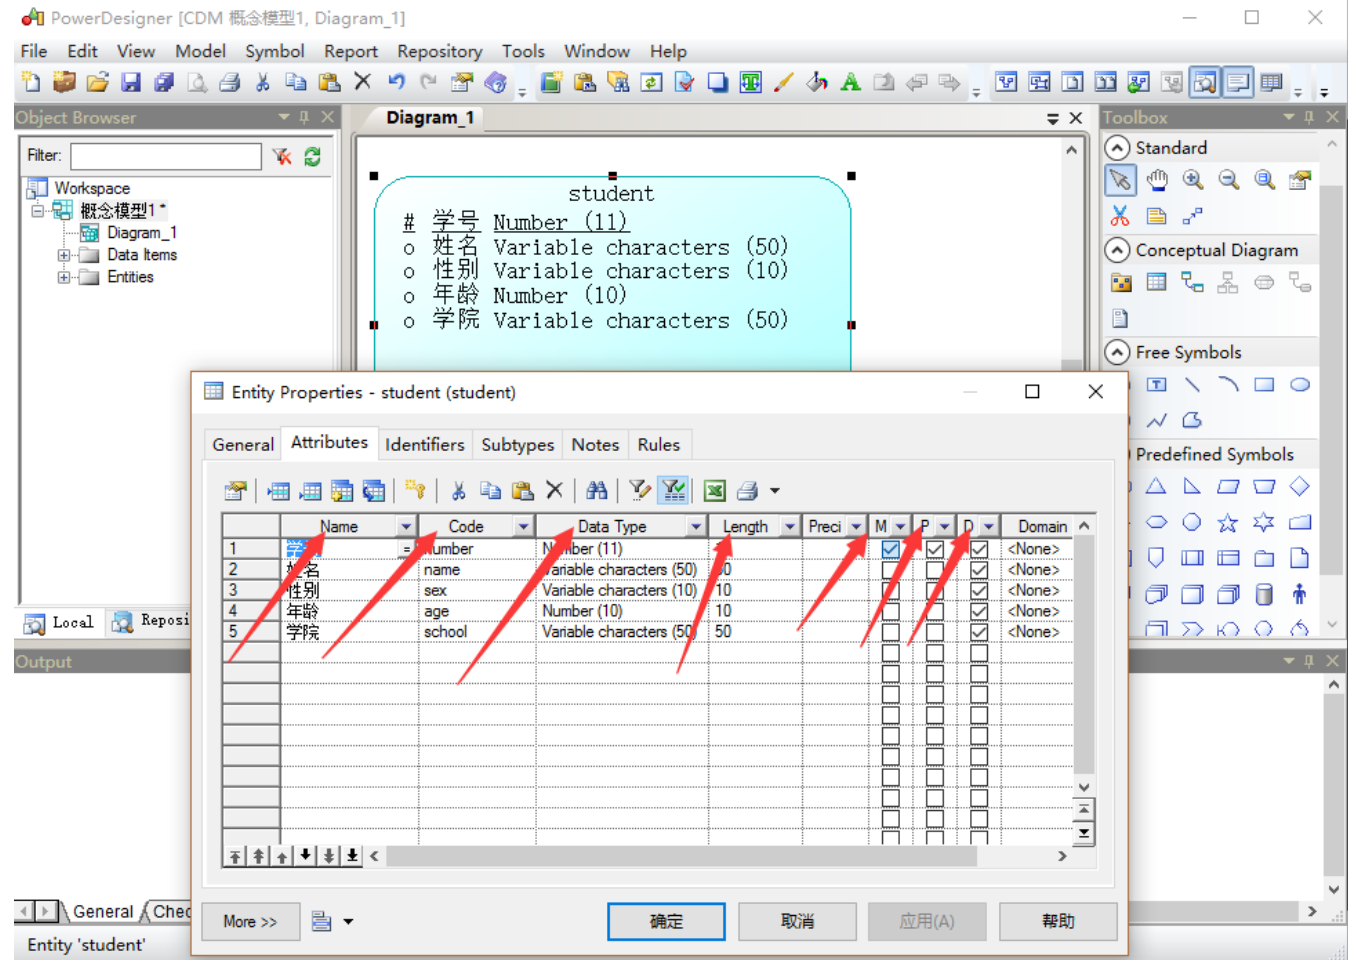 PowerDesigner [CDM 概念模型1, Diagram_1]
File Edit View Model Symbol Report Repository Tools Window Help
Object Browser
Diagram_1
Toolbox
Filter:
Workspace
概念模型1 *
Diagram_1
Data Items
Entities
student
# 学号 Number (11)
o 姓名 Variable characters (50)
o 性别 Variable characters (10)
o 年龄 Number (10)
o 学院 Variable characters (50)
Standard
Conceptual Diagram
Free Symbols
Predefined Symbols
Local Reposi
Output
Entity Properties - student (student)
General Attributes Identifiers Subtypes Notes Rules
Name Code Data Type Length Preci M P D Domain
1 学 = Number Number (11) <None>
2 姓名 name Variable characters (50) 50 <None>
3 性别 sex Variable characters (10) 10 <None>
4 年龄 age Number (10) 10 <None>
5 学院 school Variable characters (50) 50 <None>
More >> 确定 取消 应用(A) 帮助
General Chec
Entity 'student'